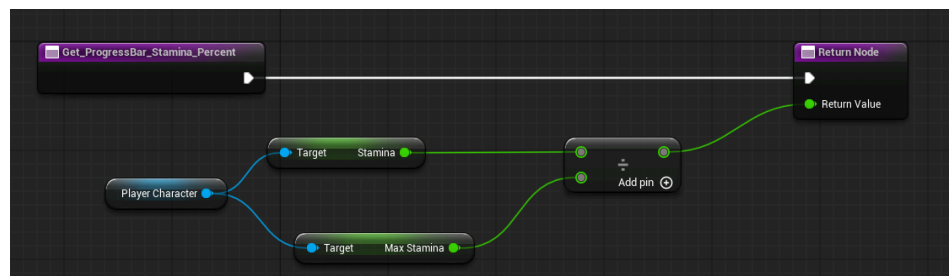 Get_ProgressBar_Stamina_Percent
Return Node
Return Value
Target Stamina
÷
Add pin
Player Character
Target Max Stamina